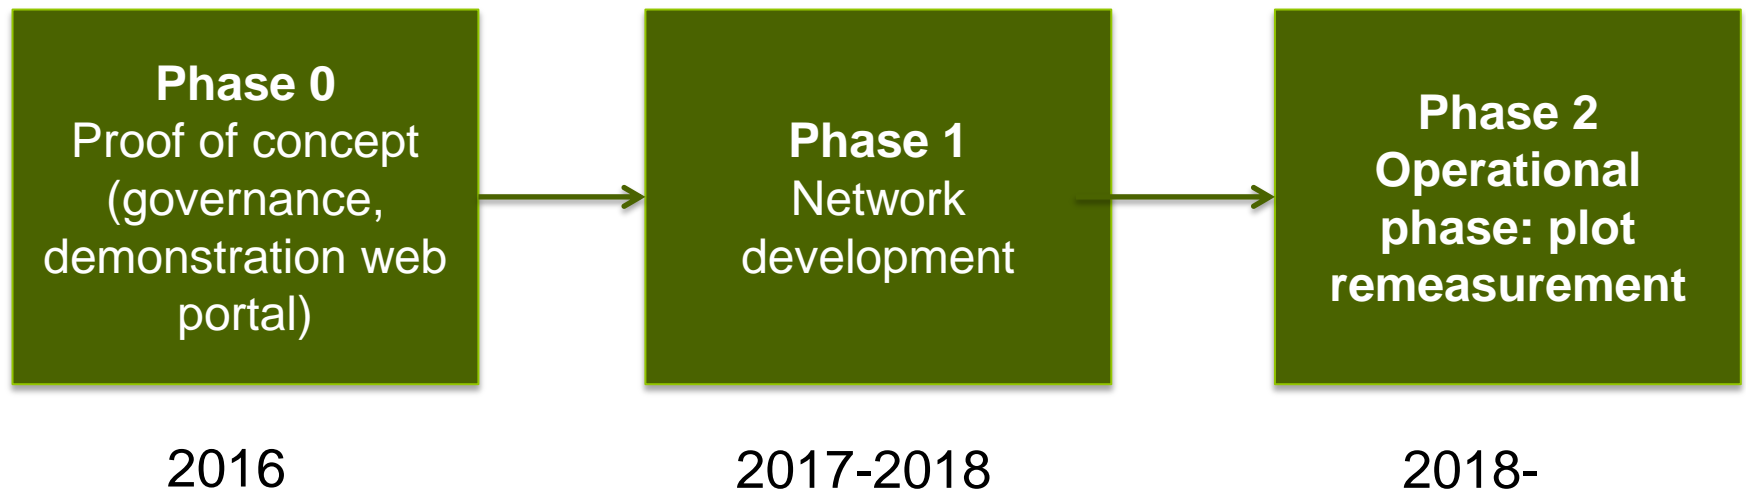 Phase 0
Proof of concept
(governance,
demonstration web
portal)
Phase 1
Network
development
Phase 2
Operational
phase: plot
remeasurement
2016
2017-2018
2018-